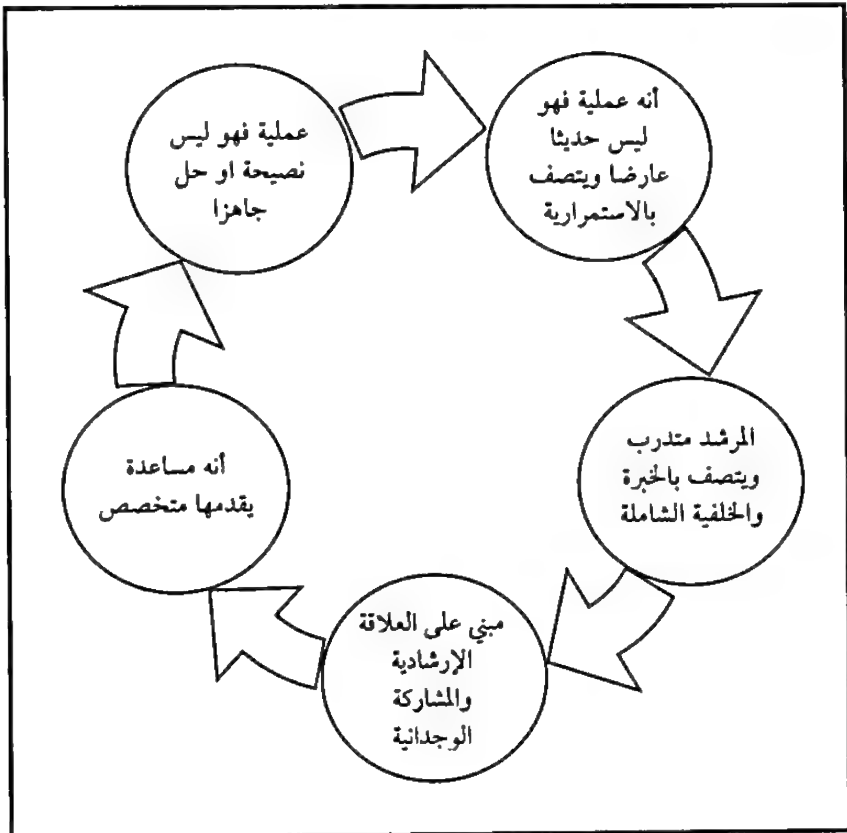 أنه عملية فهو
ليس حديثا
عارضا ويتصف
بالاستمرارية
المرشد متدرب
ويتصف بالخبرة
والخلفية الشاملة
مبني على العلاقة
الإرشادية
والمشاركة
الوجدانية
أنه مساعدة
يقدمها متخصص
عملية فهو ليس
نصيحة او حل
جاهزا